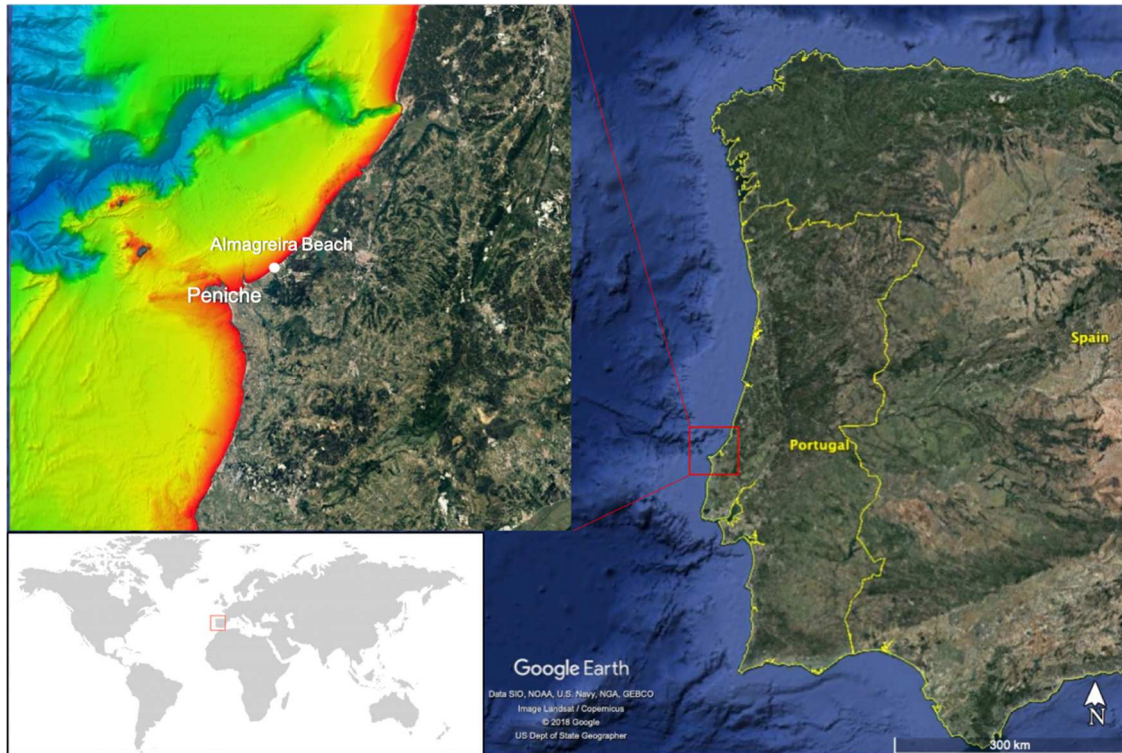 Almagreira Beach
Peniche
Spain
Portugal
Google Earth
Data SIO, NOAA, U.S. Navy, NGA, GEBCO
Image Landsat / Copernicus
© 2018 Google
US Dept of State Geographer
N
300 km